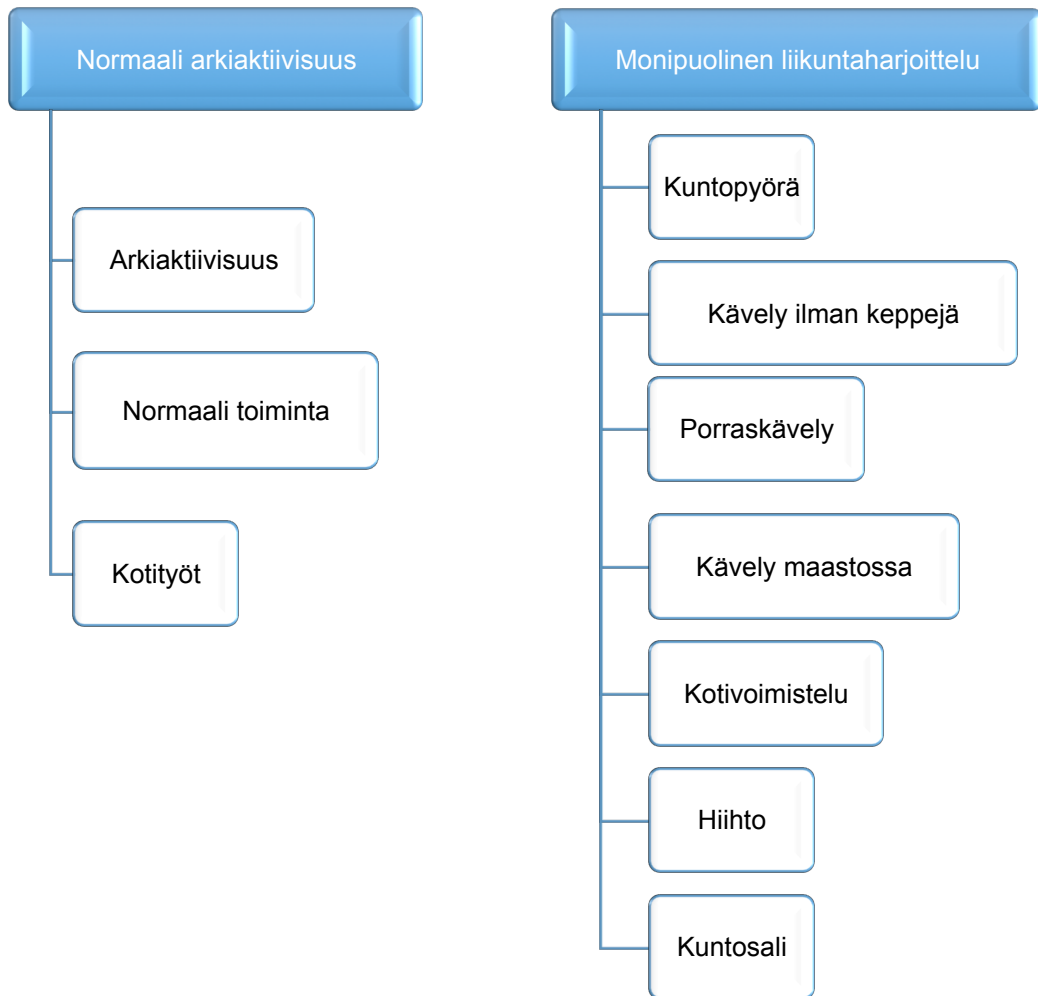 Normaali arkiaktiivisuus
Arkiaktiivisuus
Normaali toiminta
Kotityöt
Monipuolinen liikuntaharjoittelu
Kuntopyörä
Kävely ilman keppejä
Porraskävely
Kävely maastossa
Kotivoimistelu
Hiihto
Kuntosali